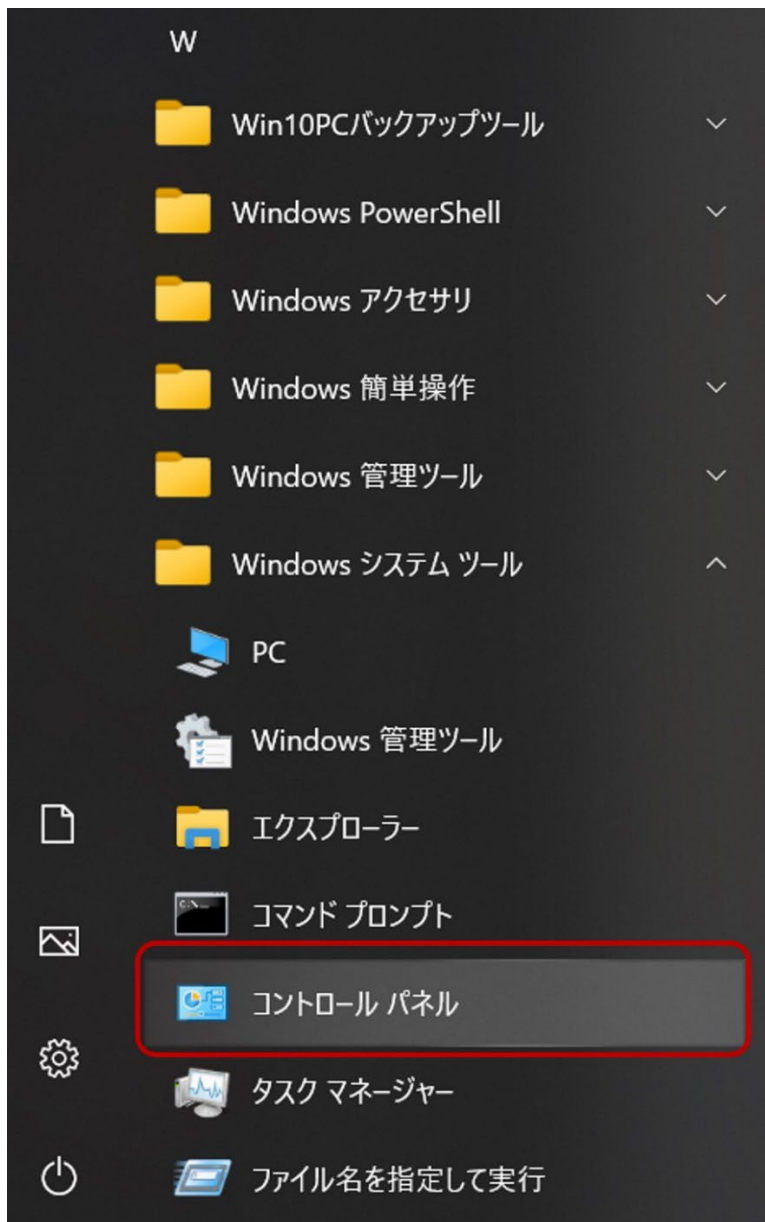 W
Win10PCバックアップツール
Windows PowerShell
Windows アクセサリ
Windows 簡単操作
Windows 管理ツール
Windows システム ツール
PC
Windows 管理ツール
エクスプローラー
コマンド プロンプト
コントロール パネル
タスク マネージャー
ファイル名を指定して実行